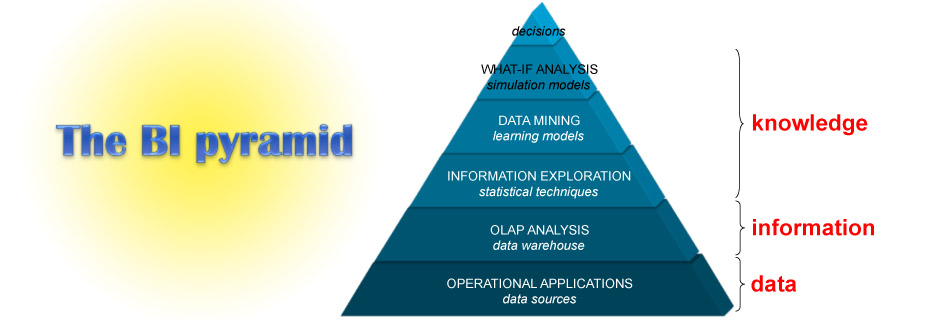 The BI pyramid
decisions
WHAT-IF ANALYSIS
simulation models
DATA MINING
learning models
INFORMATION EXPLORATION
statistical techniques
OLAP ANALYSIS
data warehouse
OPERATIONAL APPLICATIONS
data sources
knowledge
information
data